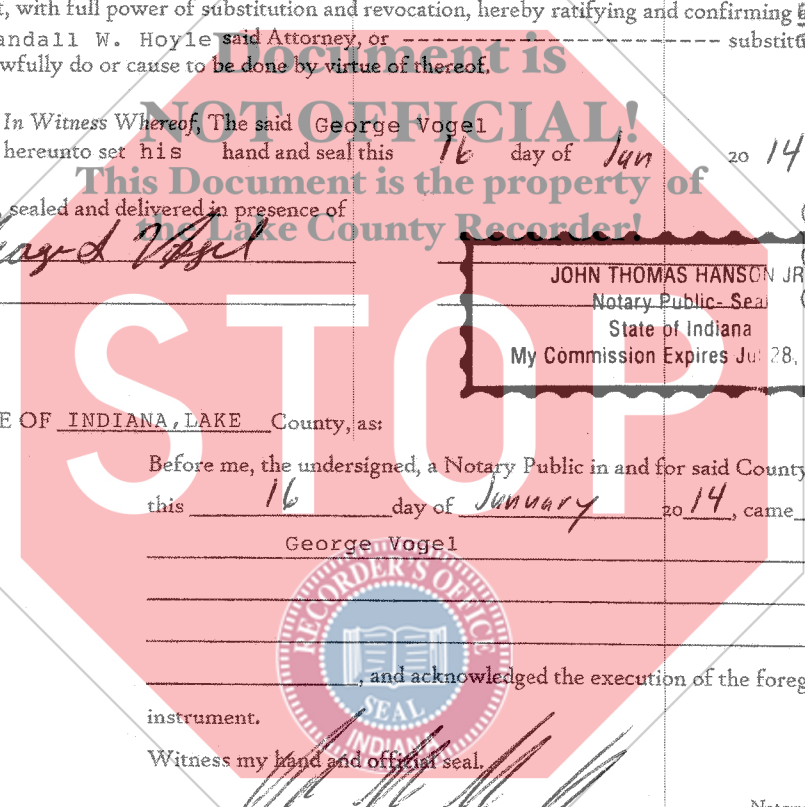 , with full power of substitution and revocation, hereby ratifying and confirming
andall W. Hoyle said Attorney, or -------------------- substit
wfully do or cause to be done by virtue of thereof.
Document is
NOT OFFICIAL!
This Document is the property of
the Lake County Recorder!
In Witness Whereof, The said George Vogel
hereunto set his hand and seal this 16 day of Jan 20 14
, sealed and delivered in presence of
Vogel
JOHN THOMAS HANSON JR
Notary Public- Seal
State of Indiana
My Commission Expires Jul 28,
STOP
E OF INDIANA, LAKE County, as:
Before me, the undersigned, a Notary Public in and for said County
this 16 day of January 20 14, came
George Vogel
RECORDER'S OFFICE
SEAL
INDIANA
, and acknowledged the execution of the foreg
instrument.
Witness my hand and official seal.